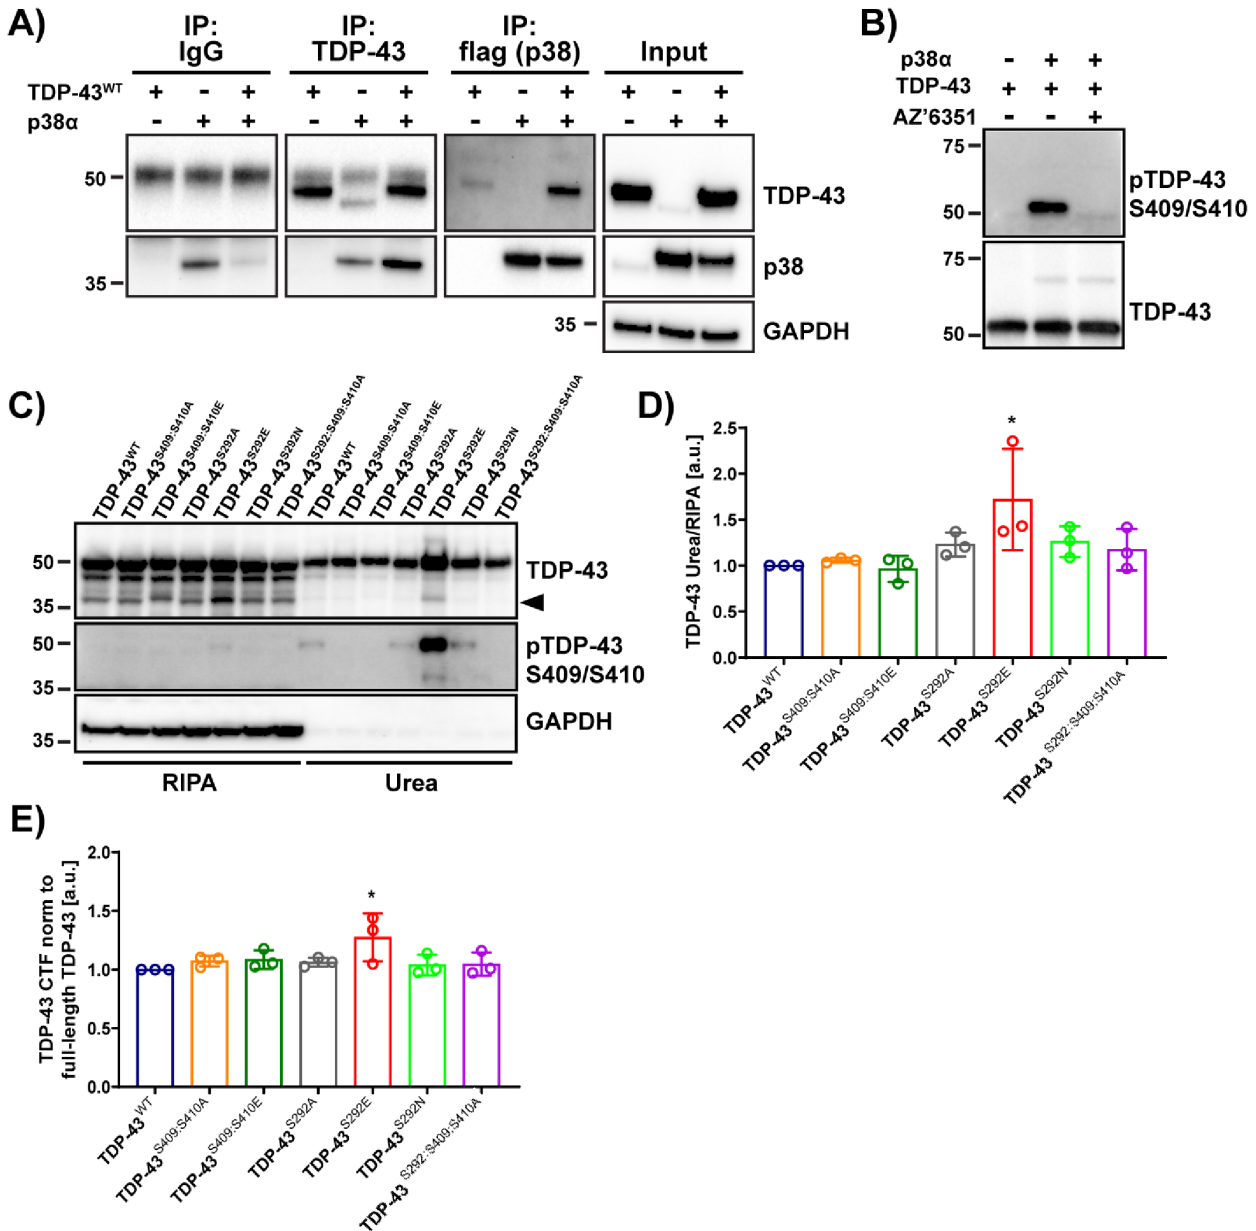 A)
IP:
IgG
IP:
TDP-43
IP:
flag (p38)
Input
TDP-43WT + - + + - + + - + + - +
p38α - + + - + + - + + - + +
50
TDP-43
35
p38
35
GAPDH
B)
p38α - + +
TDP-43 + + +
AZ'6351 - - +
75
50
pTDP-43
S409/S410
75
50
TDP-43
C)
TDP-43WT
TDP-43S409:S410A
TDP-43S409:S410E
TDP-43S292A
TDP-43S292E
TDP-43S292N
TDP-43S292:S409:S410A
TDP-43WT
TDP-43S409:S410A
TDP-43S409:S410E
TDP-43S292A
TDP-43S292E
TDP-43S292N
TDP-43S292:S409:S410A
50
35
TDP-43
50
35
pTDP-43
S409/S410
35
GAPDH
RIPA
Urea
D)
TDP-43 Urea/RIPA [a.u.]
2.5
2.0
1.5
1.0
0.5
0.0
*
TDP-43WT
TDP-43S409:S410A
TDP-43S409:S410E
TDP-43S292A
TDP-43S292E
TDP-43S292N
TDP-43S292:S409:S410A
E)
TDP-43 CTF norm to
full-length TDP-43 [a.u.]
2.0
1.5
1.0
0.5
0.0
*
TDP-43WT
TDP-43S409:S410A
TDP-43S409:S410E
TDP-43S292A
TDP-43S292E
TDP-43S292N
TDP-43S292:S409:S410A